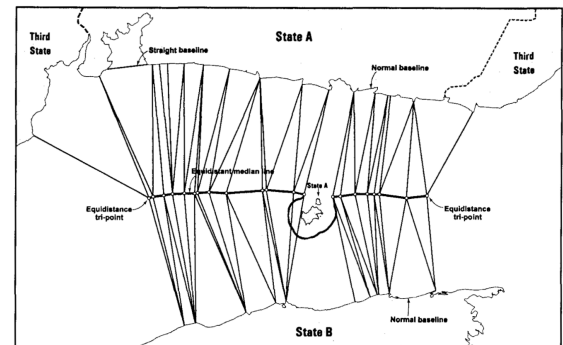 Third
State
State A
Straight baseline
Normal baseline
Third
State
Equidistant/median line
State A
Equidistance
tri-point
Equidistance
tri-point
Normal baseline
State B